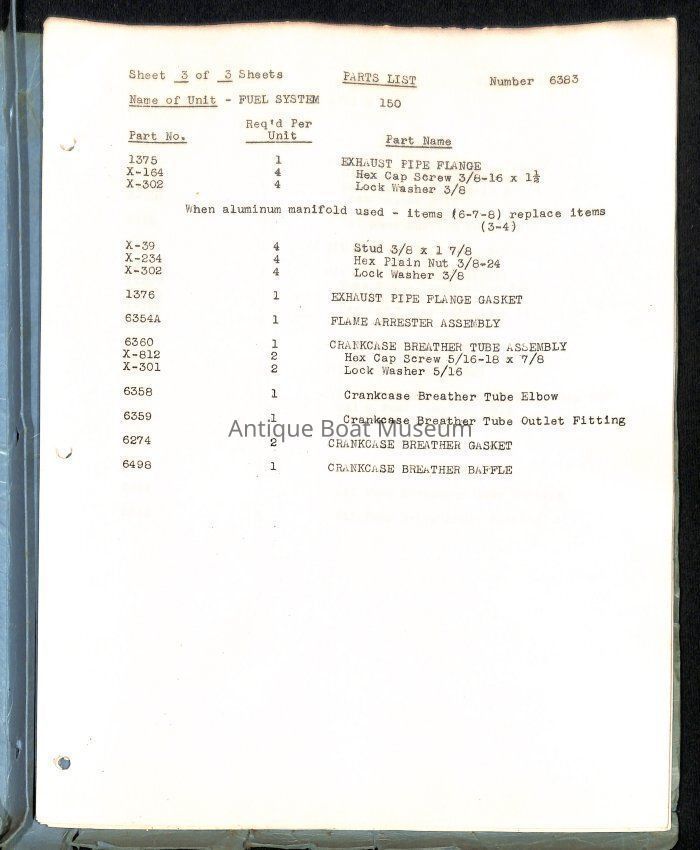 Sheet 3 of 3 Sheets PARTS LIST Number 6383
Name of Unit - FUEL SYSTEM 150
Req'd Per
Part No. Unit Part Name
1375 1 EXHAUST PIPE FLANGE
X-164 4 Hex Cap Screw 3/8-16 x 1½
X-302 4 Lock Washer 3/8
When aluminum manifold used - items (6-7-8) replace items
(3-4)
X-39 4 Stud 3/8 x 1 7/8
X-234 4 Hex Plain Nut 3/8-24
X-302 4 Lock Washer 3/8
1376 1 EXHAUST PIPE FLANGE GASKET
6354A 1 FLAME ARRESTER ASSEMBLY
6360 1 CRANKCASE BREATHER TUBE ASSEMBLY
X-812 2 Hex Cap Screw 5/16-18 x 7/8
X-301 2 Lock Washer 5/16
6358 1 Crankcase Breather Tube Elbow
6359 1 Crankcase Breather Tube Outlet Fitting
Antique Boat Museum
6274 2 CRANKCASE BREATHER GASKET
6498 1 CRANKCASE BREATHER BAFFLE